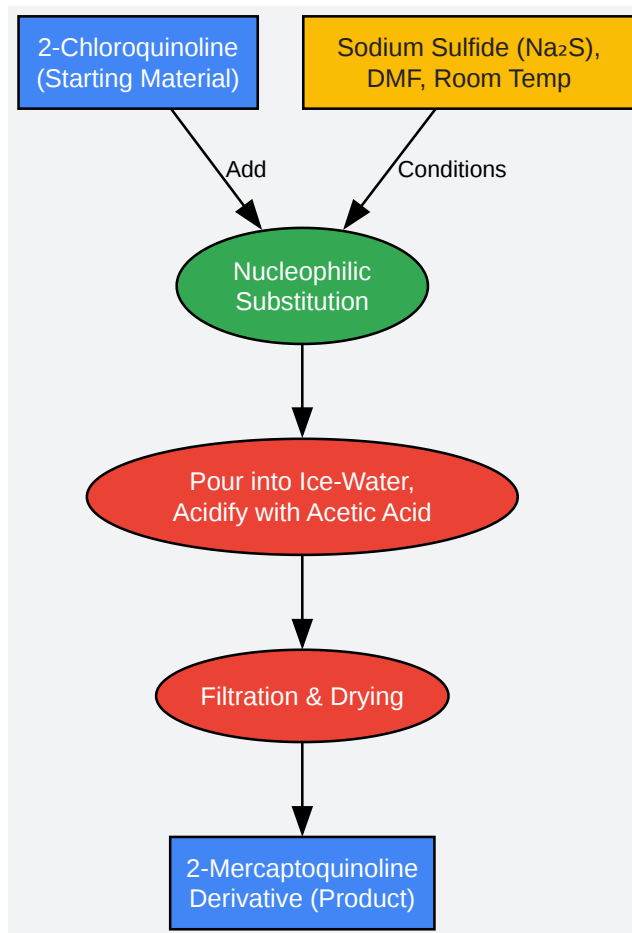 2-Chloroquinoline
(Starting Material)
Sodium Sulfide (Na₂S),
DMF, Room Temp
Add
Conditions
Nucleophilic
Substitution
Pour into Ice-Water,
Acidify with Acetic Acid
Filtration & Drying
2-Mercaptoquinoline
Derivative (Product)